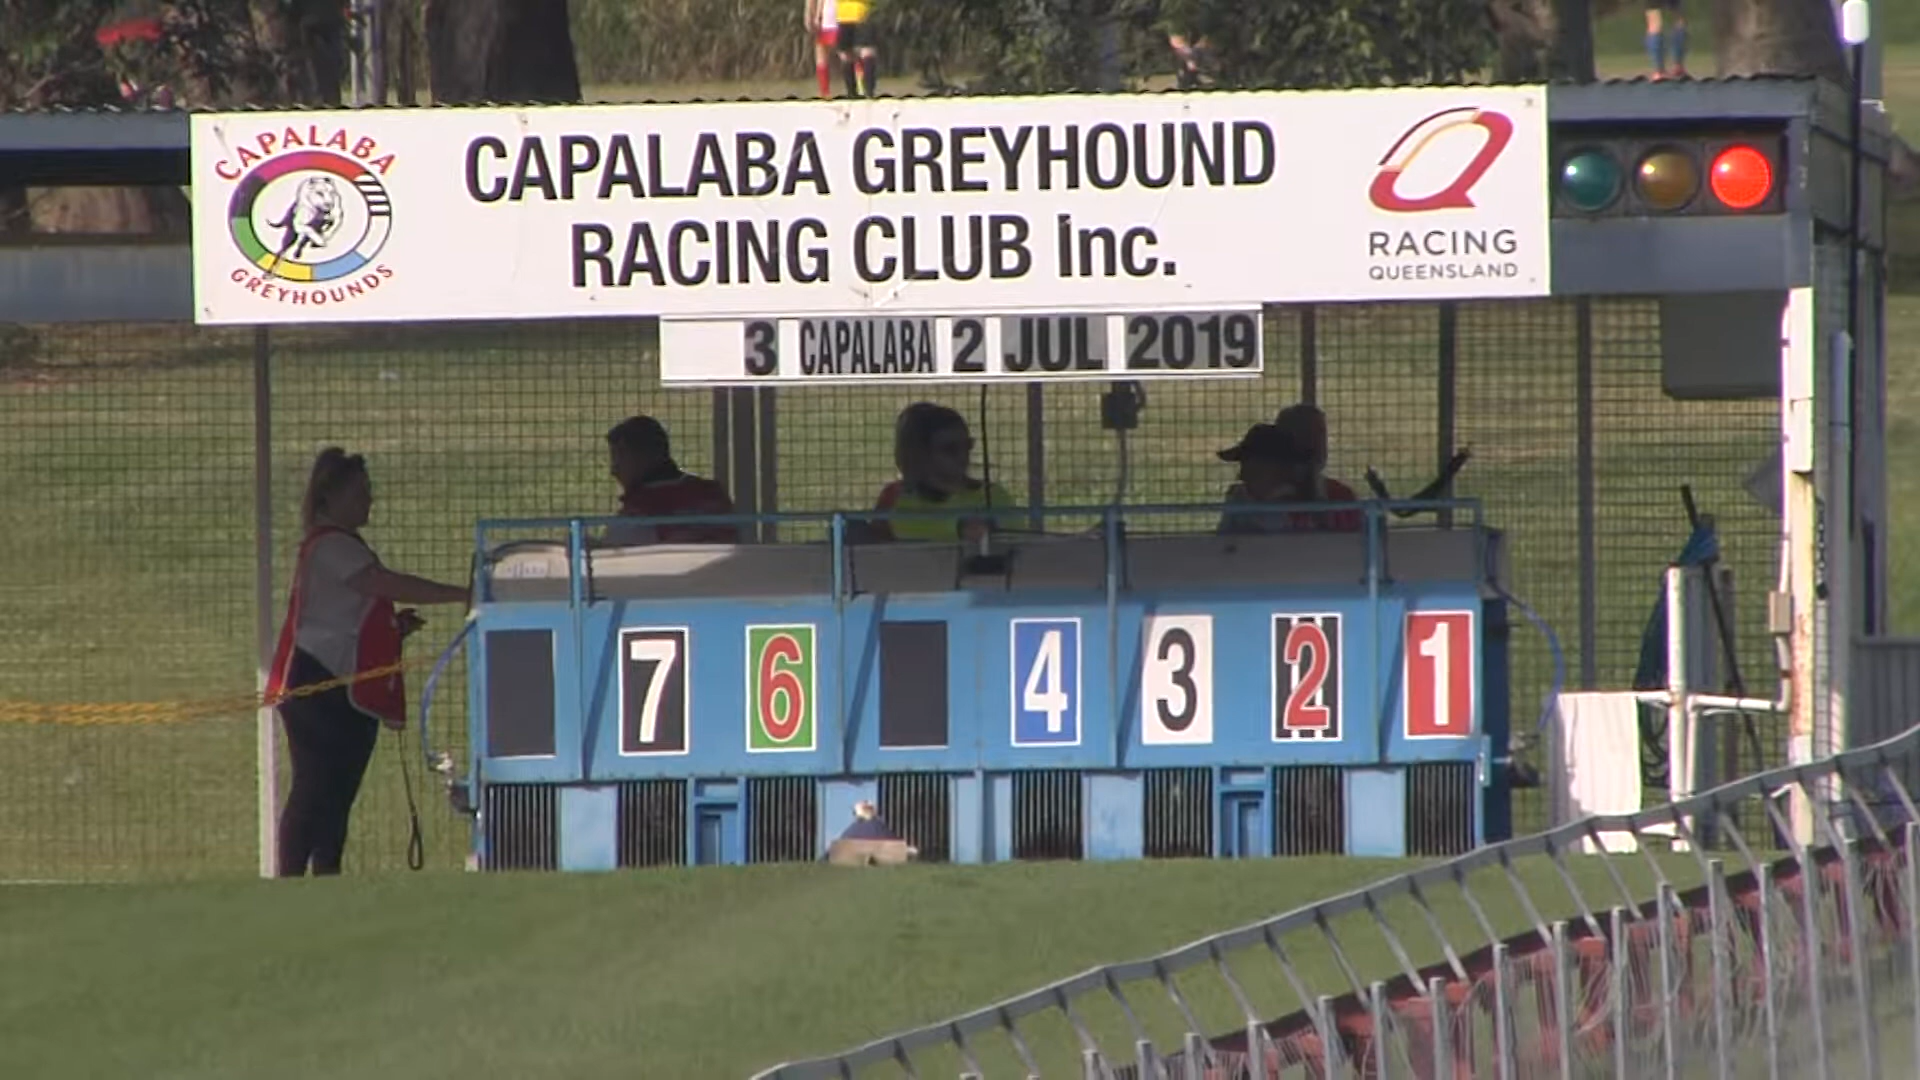 CAPALABA
GREYHOUNDS
CAPALABA GREYHOUND
RACING CLUB Inc.
RACING
QUEENSLAND
3 CAPALABA 2 JUL 2019
7 6 4 3 2 1